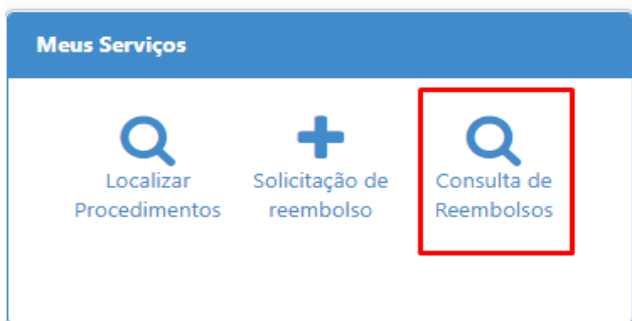 Meus Serviços
Localizar
Procedimentos
Solicitação de
reembolso
Consulta de
Reembolsos